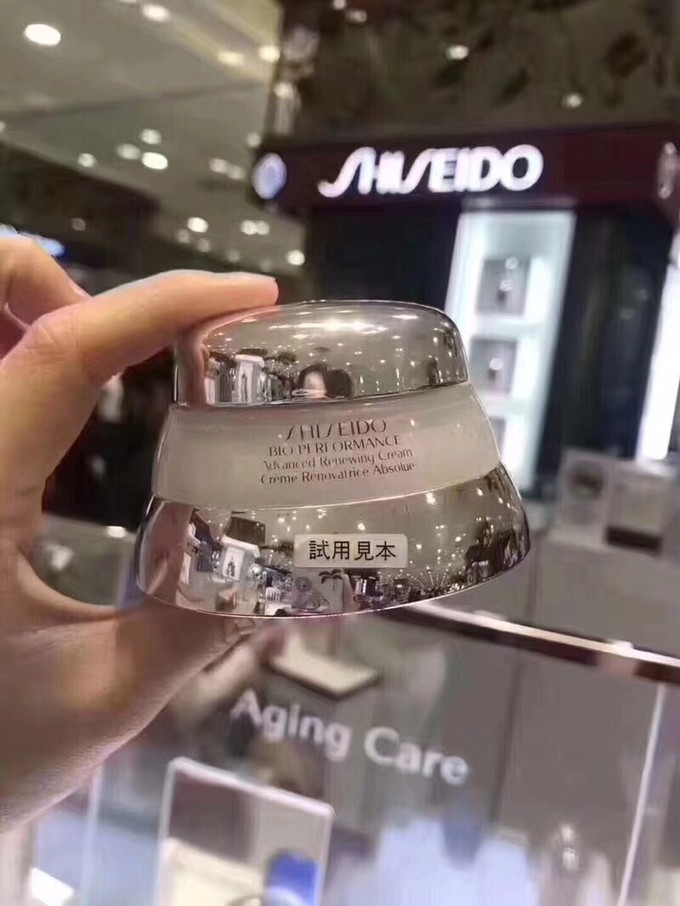 SHISEIDO
SHISEIDO
BIO-PERFORMANCE
Advanced Renewing Cream
Crème Rénovatrice Absolue
試用見本
Aging Care